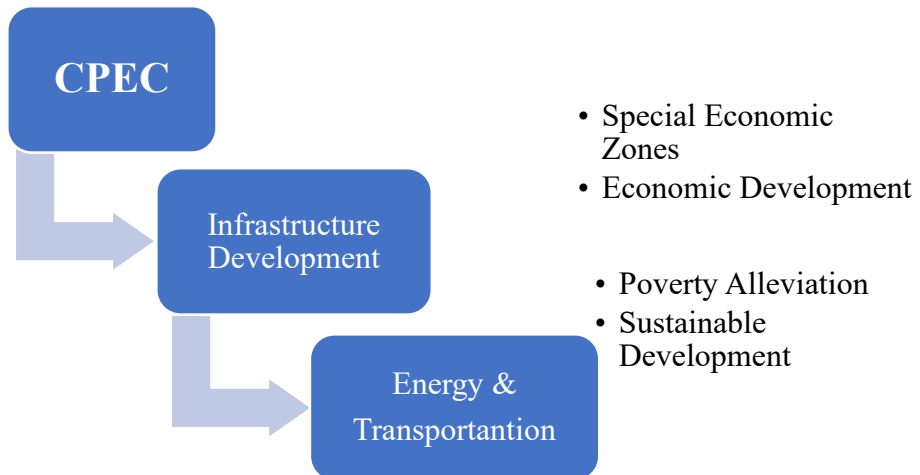 CPEC
Infrastructure
Development
Energy &
Transportantion
• Special Economic
Zones
• Economic Development
• Poverty Alleviation
• Sustainable
Development